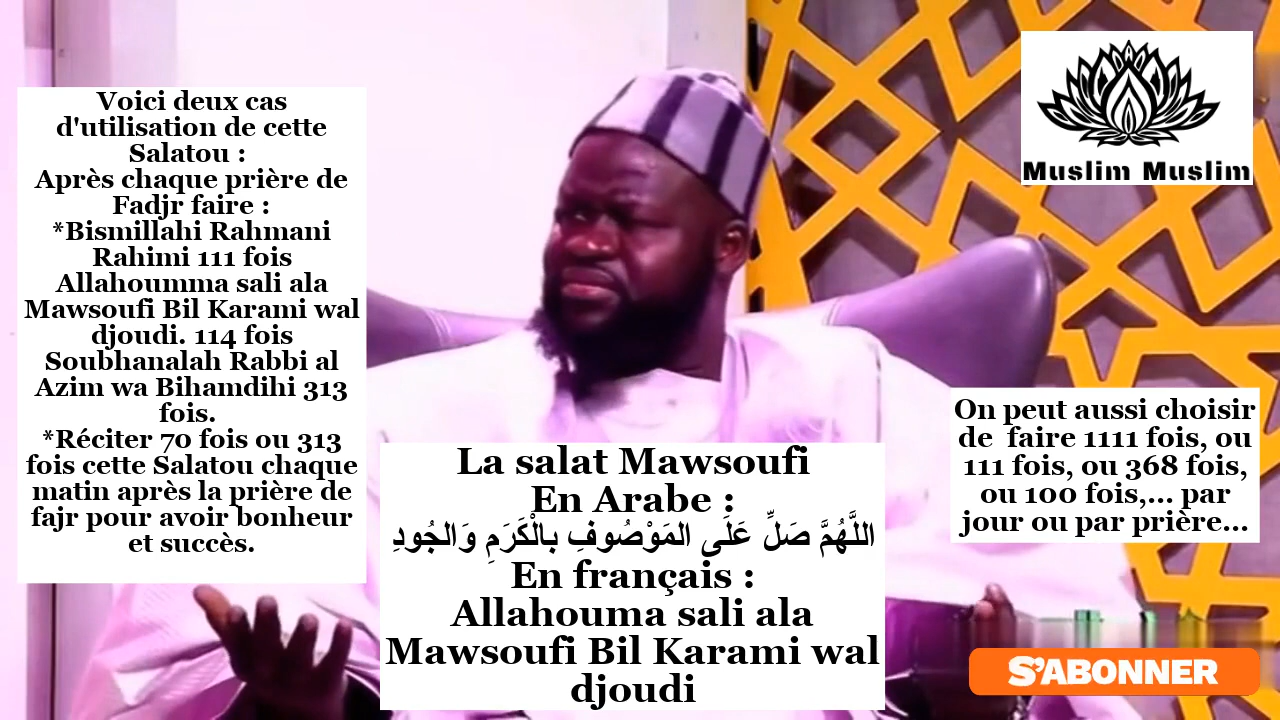 Voici deux cas
d'utilisation de cette
Salatou :
Après chaque prière de
Fadjr faire :
*Bismillahi Rahmani
Rahimi 111 fois
Allahoumma sali ala
Mawsoufi Bil Karami wal
djoudi. 114 fois
Soubhanalah Rabbi al
Azim wa Bihamdihi 313
fois.
*Réciter 70 fois ou 313
fois cette Salatou chaque
matin après la prière de
fajr pour avoir bonheur
et succès.
La salat Mawsoufi
En Arabe :
اللَّهُمَّ صَلِّ عَلَى المَوْصُوفِ بالْكَرَمِ وَالجُودِ
En français :
Allahouma sali ala
Mawsoufi Bil Karami wal
djoudi
Muslim Muslim
On peut aussi choisir
de faire 1111 fois, ou
111 fois, ou 368 fois,
ou 100 fois,... par
jour ou par prière...
S'ABONNER